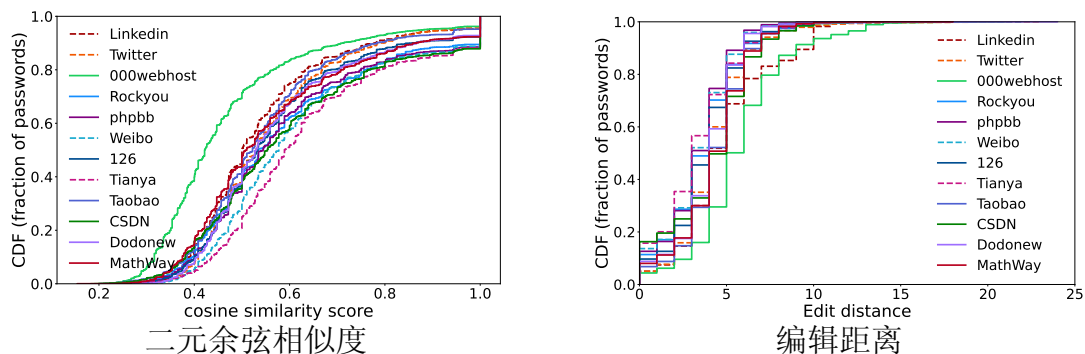 CDF (fraction of passwords)
1.0
0.8
0.6
0.4
0.2
0.0
Linkedin
Twitter
000webhost
Rockyou
phpbb
Weibo
126
Tianya
Taobao
CSDN
Dodonew
MathWay
0.2 0.4 0.6 0.8 1.0
cosine similarity score
二元余弦相似度
CDF (fraction of passwords)
1.0
0.8
0.6
0.4
0.2
0.0
Linkedin
Twitter
000webhost
Rockyou
phpbb
Weibo
126
Tianya
Taobao
CSDN
Dodonew
MathWay
0 5 10 15 20 25
Edit distance
编辑距离